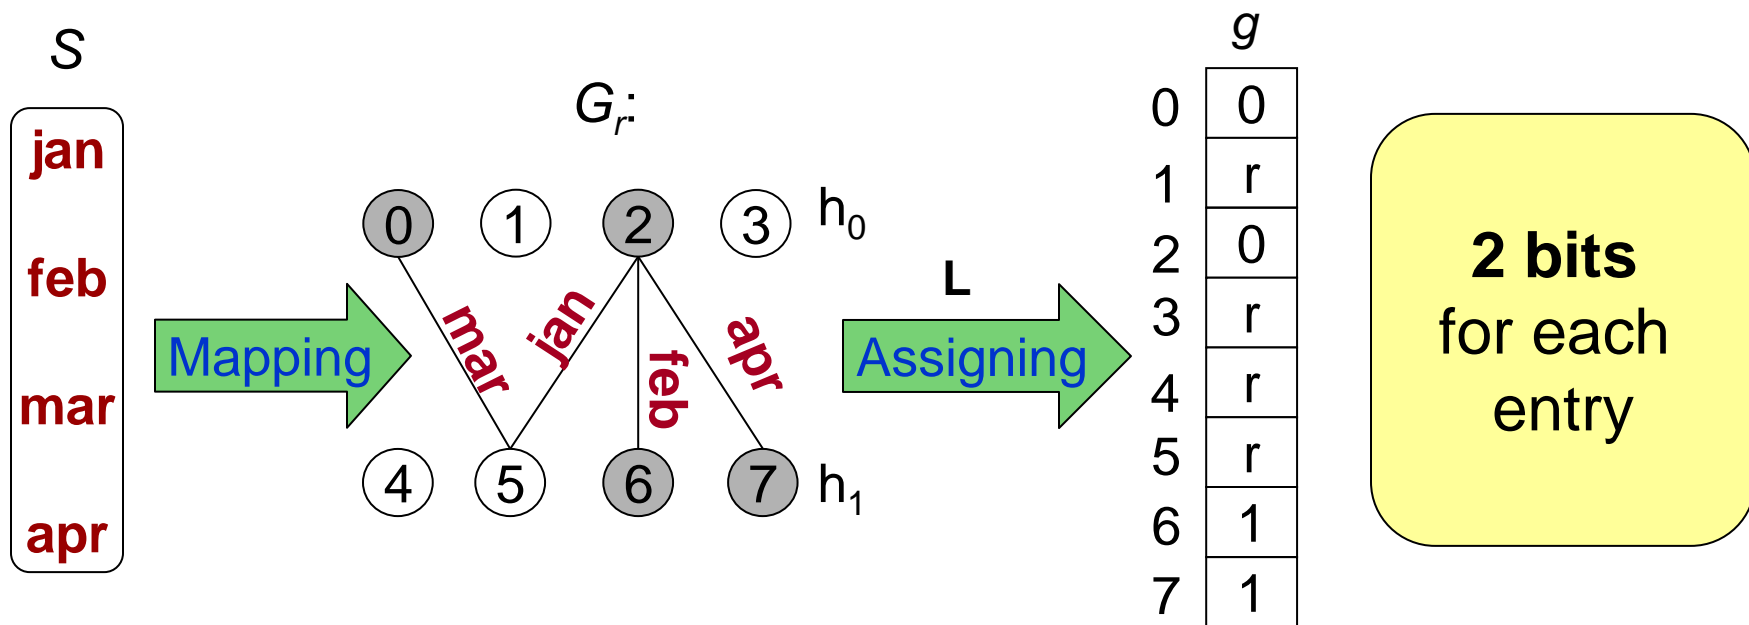 S
jan
feb
mar
apr
Mapping
Gr:
0 1 2 3 h0
mar jan feb apr
4 5 6 7 h1
L
Assigning
g
0 0
1 r
2 0
3 r
4 r
5 r
6 1
7 1
2 bits
for each
entry